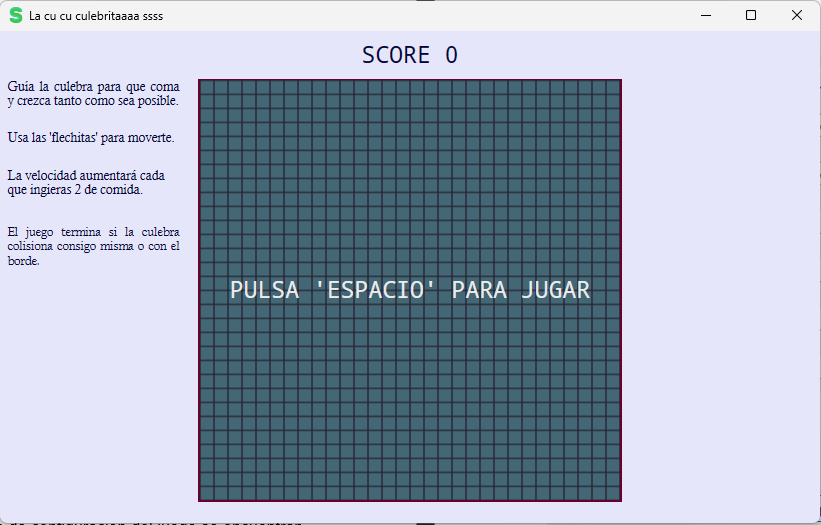 La cu cu culebritaaaa ssss
SCORE 0
Guía la culebra para que coma
y crezca tanto como sea posible.
Usa las 'flechitas' para moverte.
La velocidad aumentará cada
que ingieras 2 de comida.
El juego termina si la culebra
colisiona consigo misma o con el
borde.
PULSA 'ESPACIO' PARA JUGAR